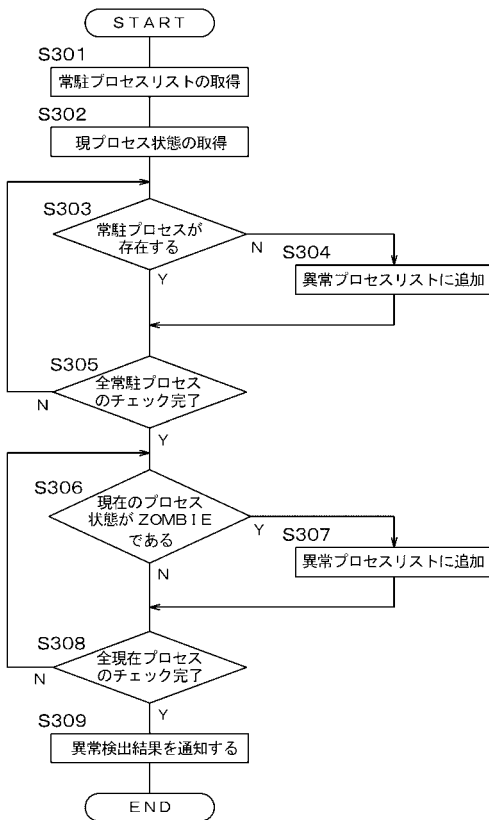 START
S301
常駐プロセスリストの取得
S302
現プロセス状態の取得
S303
常駐プロセスが
存在する
N
Y
S304
異常プロセスリストに追加
S305
全常駐プロセス
のチェック完了
N
Y
S306
現在のプロセス
状態がZOMBIE
である
Y
N
S307
異常プロセスリストに追加
S308
全現在プロセス
のチェック完了
N
Y
S309
異常検出結果を通知する
END